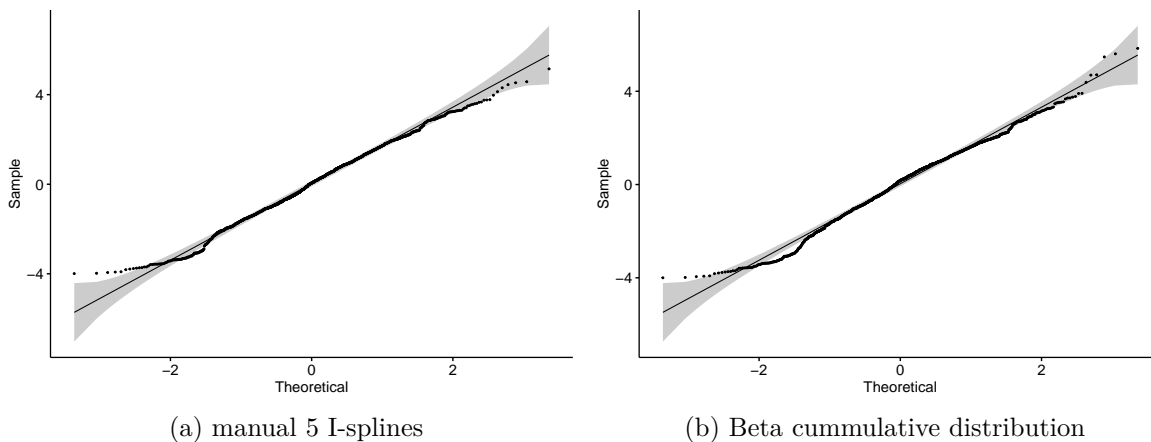 4
0
−4
Sample
−2
0
2
Theoretical
(a) manual 5 I-splines
4
0
−4
Sample
−2
0
2
Theoretical
(b) Beta cummulative distribution